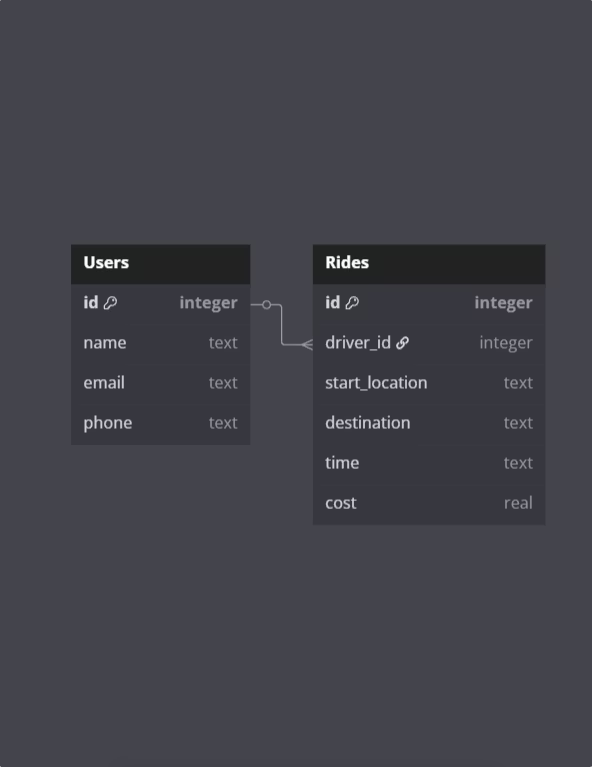 Users
id integer
name text
email text
phone text
Rides
id integer
driver_id integer
start_location text
destination text
time text
cost real